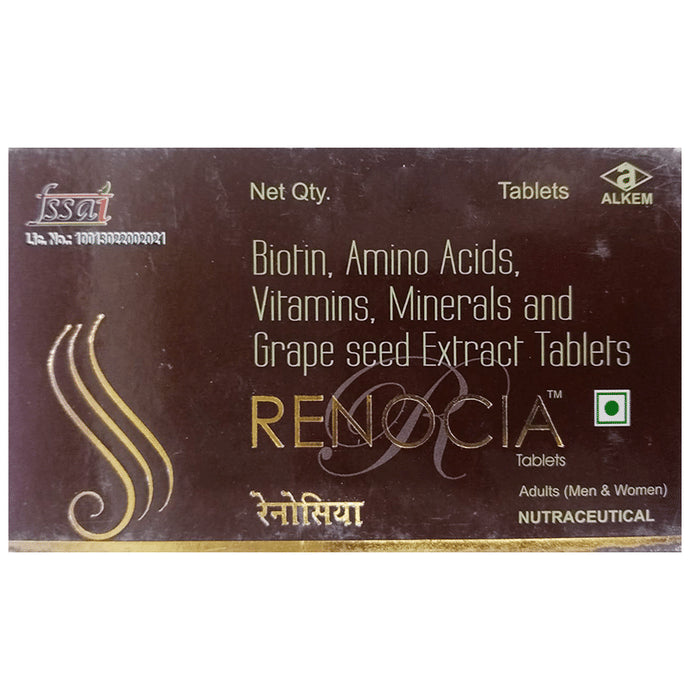 fssai
Lic. No.: 10015022002021
Net Qty. Tablets
a
ALKEM
Biotin, Amino Acids,
Vitamins, Minerals and
Grape seed Extract Tablets
R
RENOCIA™
Tablets
रेनोसिया
Adults (Men & Women)
NUTRACEUTICAL